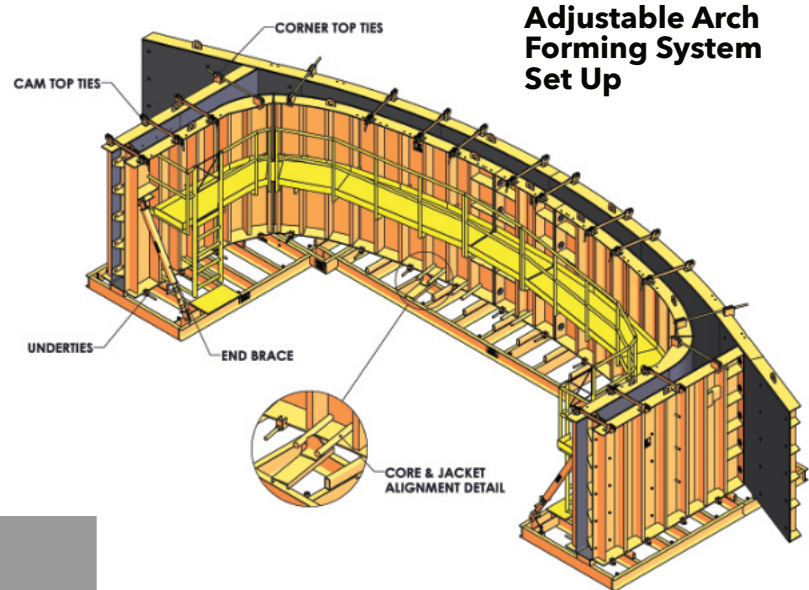 Adjustable Arch
Forming System
Set Up
CORNER TOP TIES
CAM TOP TIES
UNDERTIES
END BRACE
CORE & JACKET
ALIGNMENT DETAIL